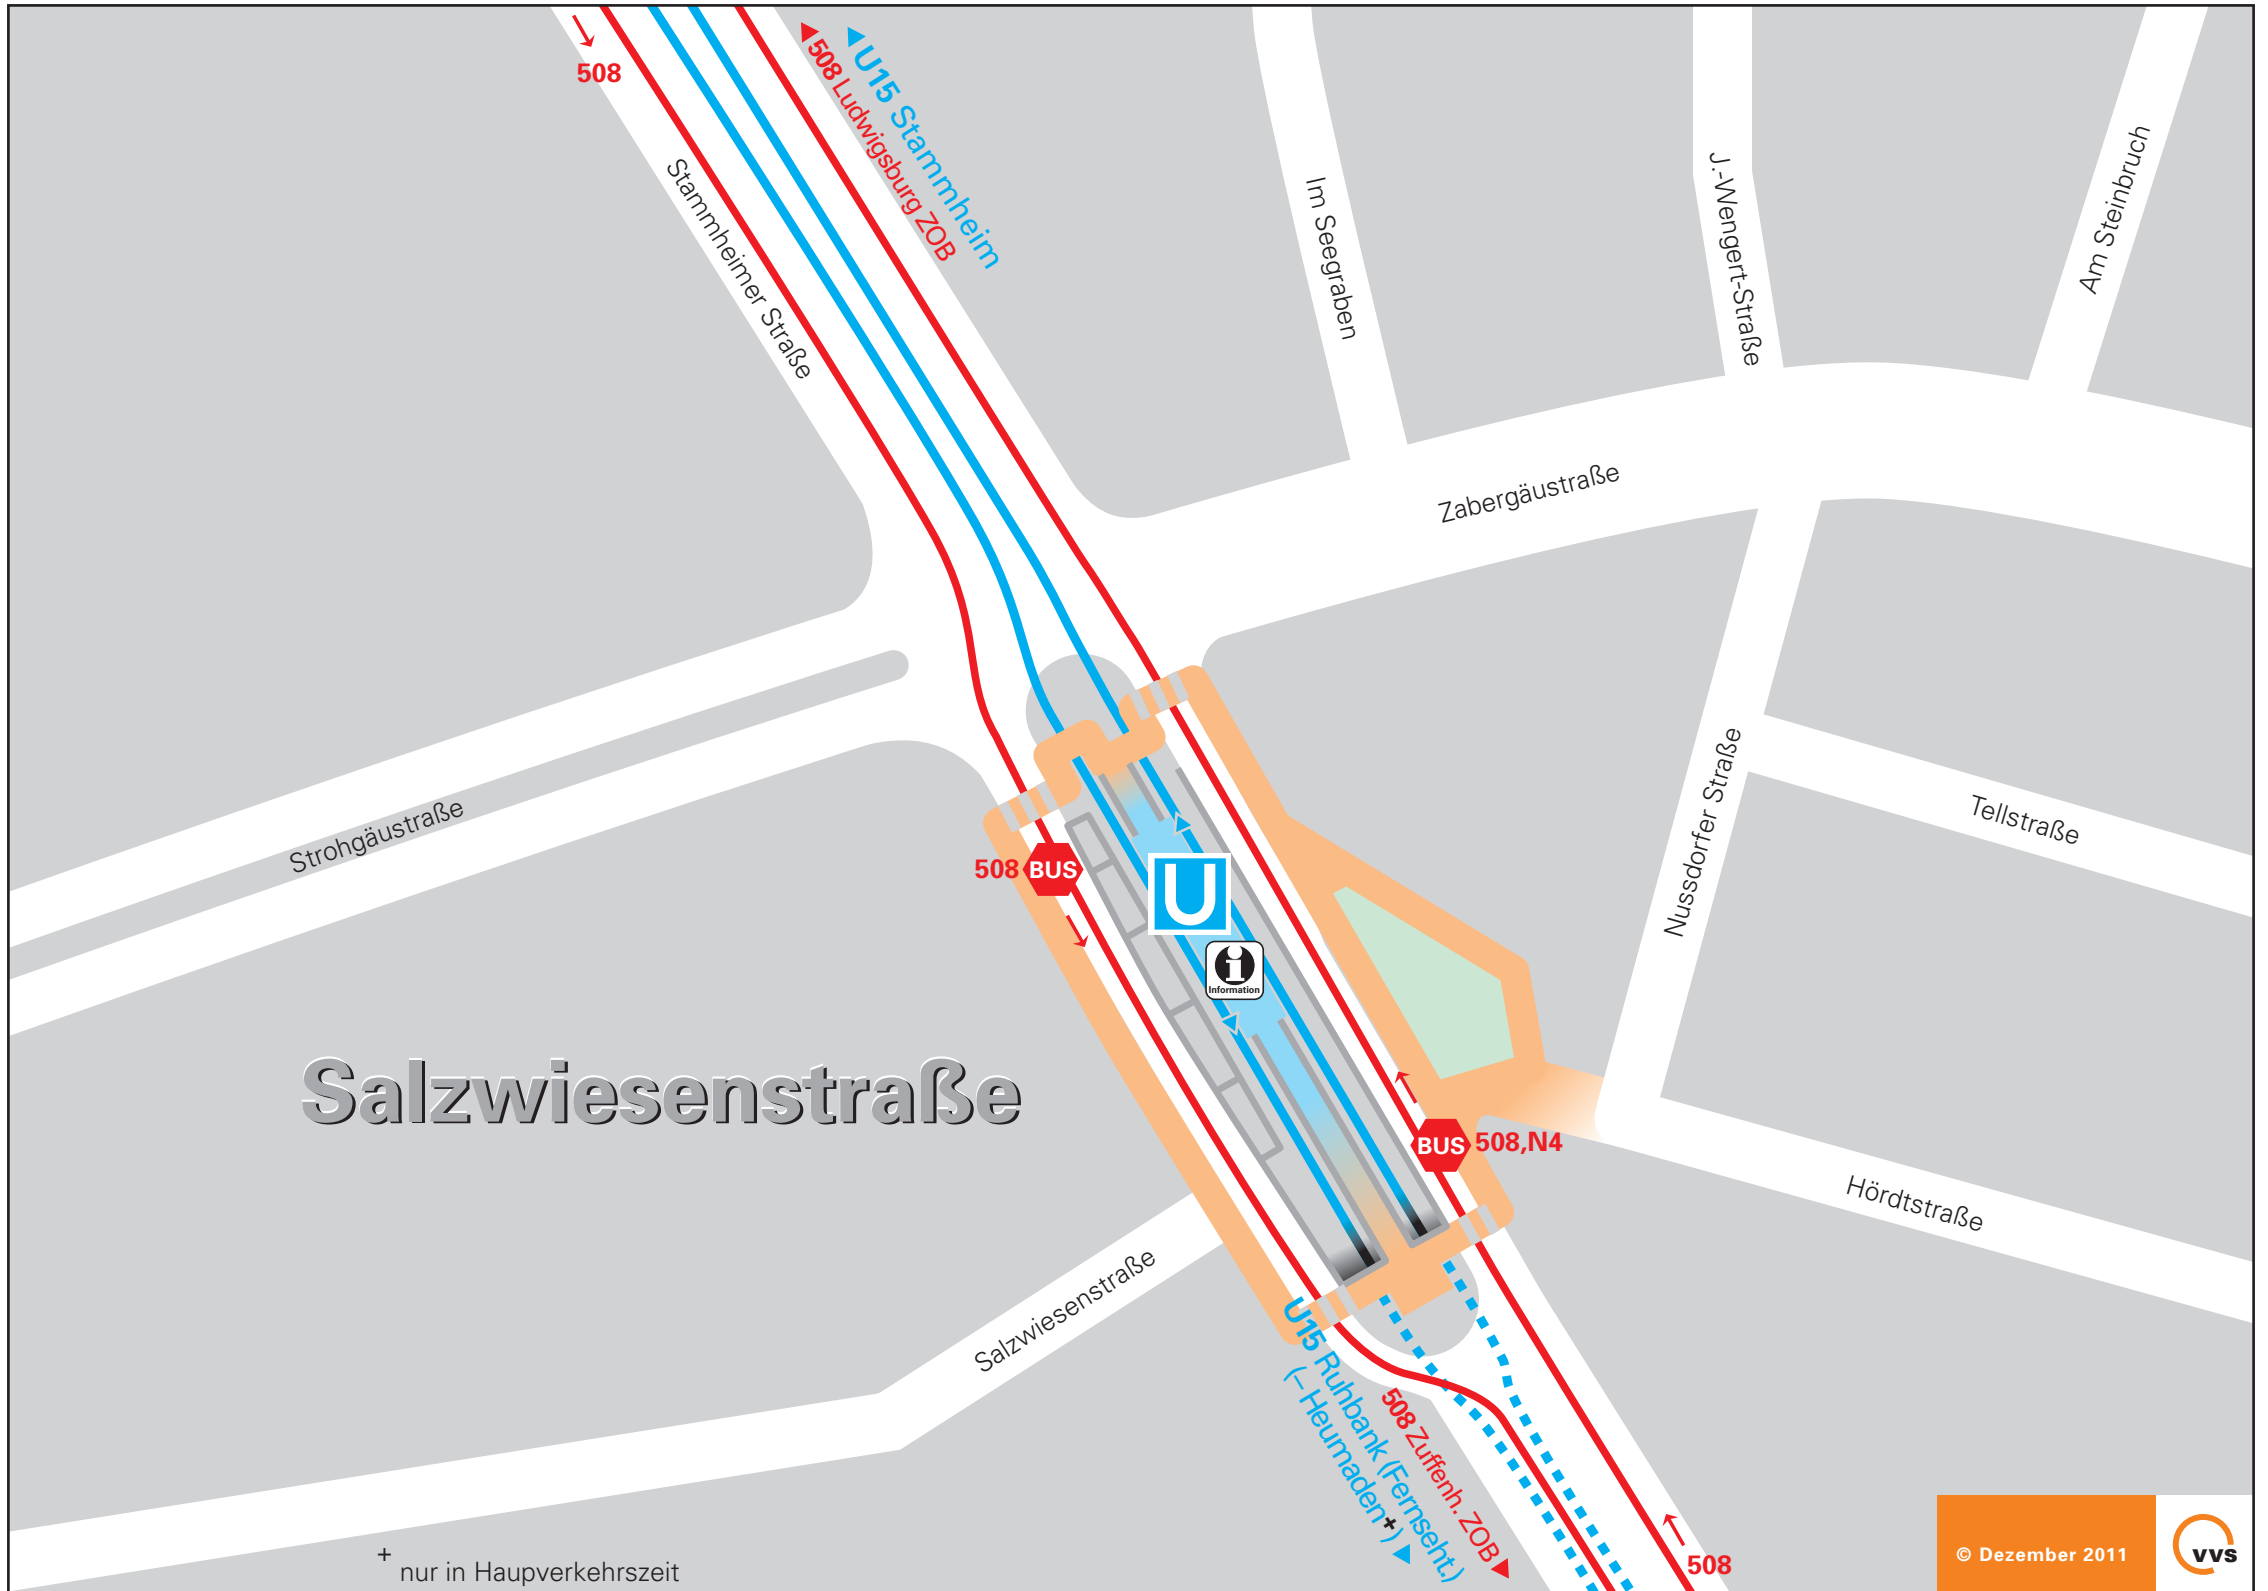 508
508 Ludwigsburg ZOB
U15 Stammheim
Stammheimer Straße
Im Seegraben
J.-Wengert-Straße
Am Steinbruch
Zabergäustraße
Strohgäustraße
Nussdorfer Straße
Tellstraße
508 BUS
U
i
Information
Salzwiesenstraße
BUS 508,N4
Hördtstraße
Salzwiesenstraße
U15 Ruhbank (Fernseht.)
(– Heumaden+)
508 Zuffenh. ZOB
508
+ nur in Haupverkehrszeit
© Dezember 2011
vvs